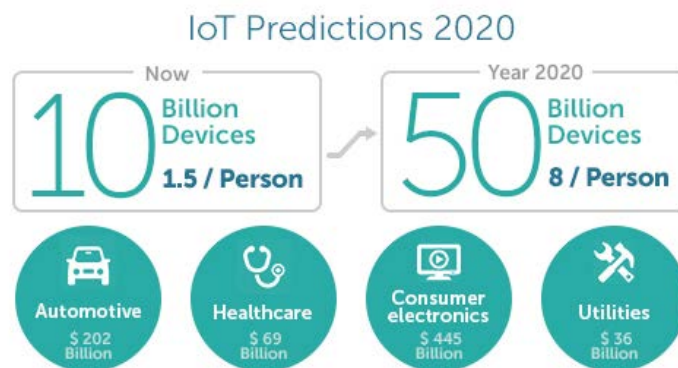 IoT Predictions 2020
Now
10
Billion
Devices
1.5 / Person
Year 2020
50
Billion
Devices
8 / Person
Automotive
$ 202
Billion
Healthcare
$ 69
Billion
Consumer
electronics
$ 445
Billion
Utilities
$ 36
Billion